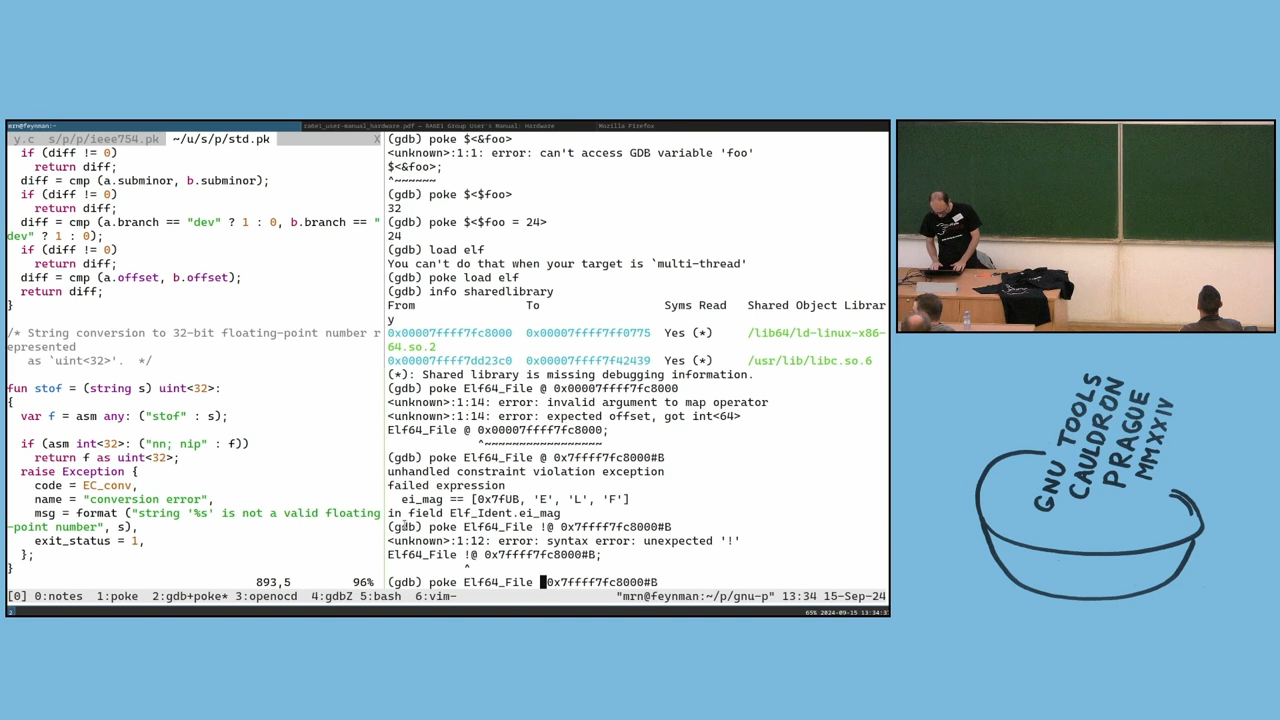 mrn@feynman:~
ra6e1_user-manual_hardware.pdf — RA6E1 Group User's Manual: Hardware
Mozilla Firefox
y.c  s/p/p/ieee754.pk  ~/u/s/p/std.pk  X
if (diff != 0)
return diff;
diff = cmp (a.subminor, b.subminor);
if (diff != 0)
return diff;
diff = cmp (a.branch == "dev" ? 1 : 0, b.branch == "
dev" ? 1 : 0);
if (diff != 0)
return diff;
diff = cmp (a.offset, b.offset);
return diff;
}
/* String conversion to 32-bit floating-point number r
epresented
as `uint<32>'.  */
fun stof = (string s) uint<32>:
{
var f = asm any: ("stof" : s);
if (asm int<32>: ("nn; nip" : f))
return f as uint<32>;
raise Exception {
code = EC_conv,
name = "conversion error",
msg = format ("string '%s' is not a valid floating
-point number", s),
exit_status = 1,
};
}
893,5  96%
(gdb) poke $<&foo>
<unknown>:1:1: error: can't access GDB variable 'foo'
$<&foo>;
^~~~~~~
(gdb) poke $<$foo>
32
(gdb) poke $<$foo = 24>
24
(gdb) load elf
You can't do that when your target is `multi-thread'
(gdb) poke load elf
(gdb) info sharedlibrary
From  To  Syms Read  Shared Object Librar
y
0x00007ffff7fc8000  0x00007ffff7ff0775  Yes (*)  /lib64/ld-linux-x86-
64.so.2
0x00007ffff7dd23c0  0x00007ffff7f42439  Yes (*)  /usr/lib/libc.so.6
(*): Shared library is missing debugging information.
(gdb) poke Elf64_File @ 0x00007ffff7fc8000
<unknown>:1:14: error: invalid argument to map operator
<unknown>:1:14: error: expected offset, got int<64>
Elf64_File @ 0x00007ffff7fc8000;
^~~~~~~~~~~~~~~~~~
(gdb) poke Elf64_File @ 0x7ffff7fc8000#B
unhandled constraint violation exception
failed expression
ei_mag == [0x7fUB, 'E', 'L', 'F']
in field Elf_Ident.ei_mag
(gdb) poke Elf64_File !@ 0x7ffff7fc8000#B
<unknown>:1:12: error: syntax error: unexpected '!'
Elf64_File !@ 0x7ffff7fc8000#B;
^
(gdb) poke Elf64_File 0x7ffff7fc8000#B
[0] 0:notes  1:poke  2:gdb+poke* 3:openocd  4:gdbZ 5:bash  6:vim-  "mrn@feynman:~/p/gnu-p" 13:34 15-Sep-24
GNU TOOLS
CAULDRON
PRAGUE
MMXXIV